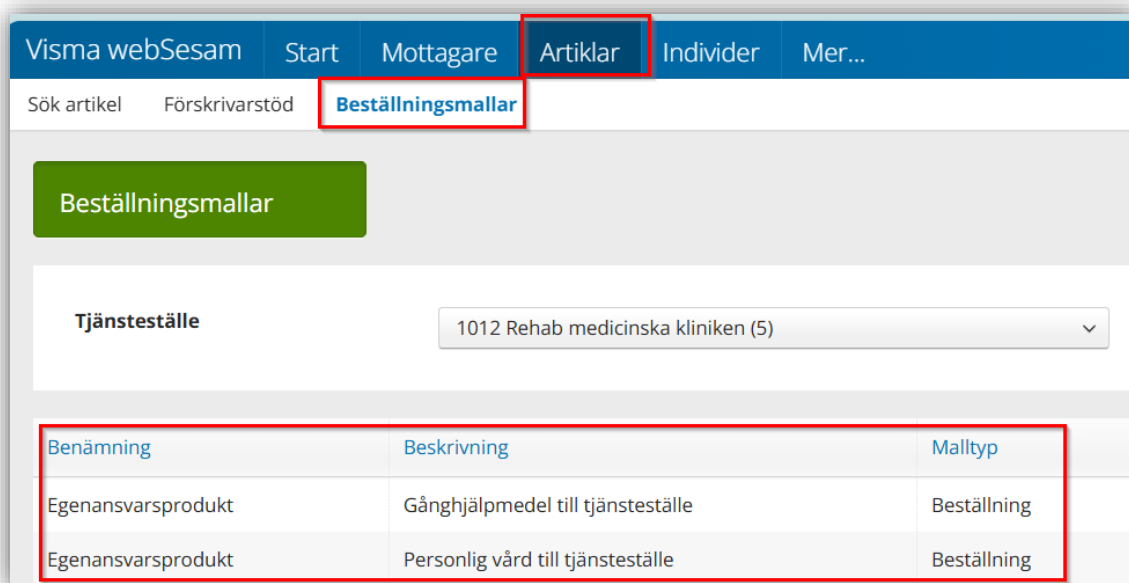 Visma webSesam Start Mottagare Artiklar Individer Mer...
Sök artikel Förskrivarstöd Beställningsmallar
Beställningsmallar
Tjänsteställe 1012 Rehab medicinska kliniken (5)
Benämning Beskrivning Malltyp
Egenansvarsprodukt Gånghjälpmedel till tjänsteställe Beställning
Egenansvarsprodukt Personlig vård till tjänsteställe Beställning